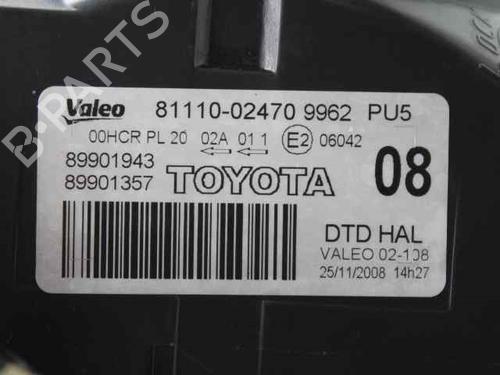 B-PARTS
Valeo 81110-02470 9962 PU5
00HCR PL 20 02A 01 1 E2 06042
89901943
89901357 TOYOTA 08
DTD HAL
VALEO 02-108
25/11/2008 14h27